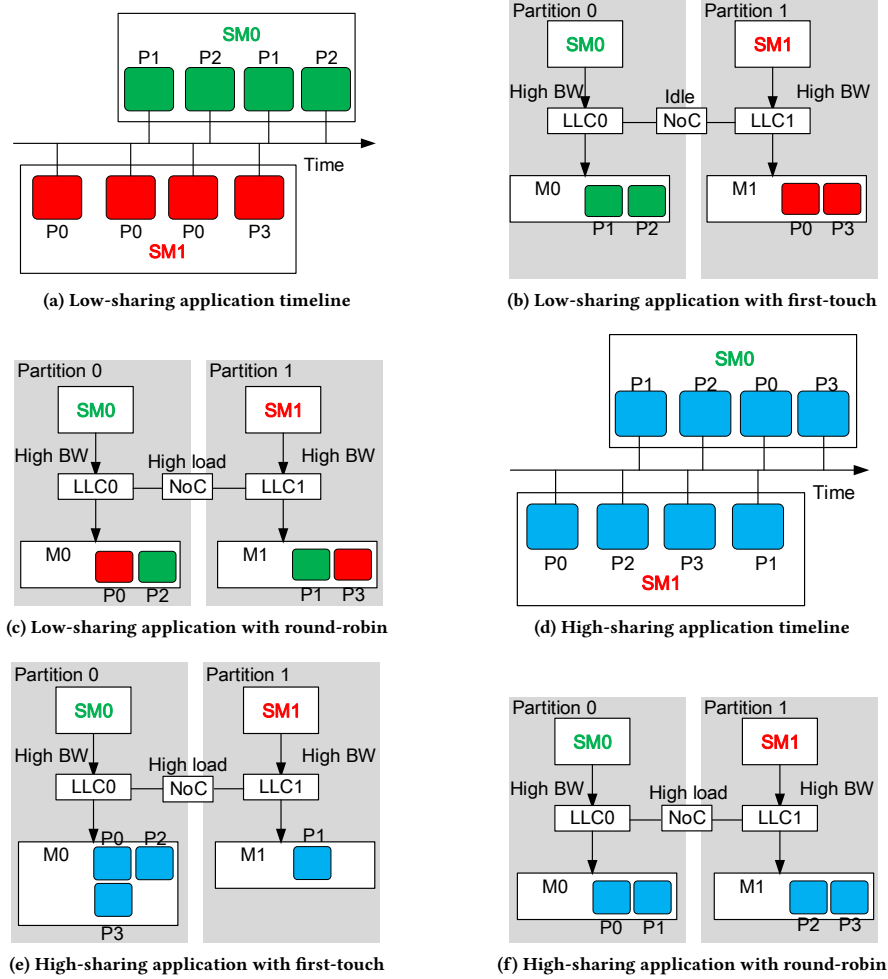 SM0
P1 P2 P1 P2
Time
P0 P0 P0 P3
SM1
(a) Low-sharing application timeline
Partition 0 Partition 1
SM0 SM1
High BW Idle High BW
LLC0 NoC LLC1
M0 M1
P1 P2 P0 P3
(b) Low-sharing application with first-touch
Partition 0 Partition 1
SM0 SM1
High BW High load High BW
LLC0 NoC LLC1
M0 M1
P0 P2 P1 P3
(c) Low-sharing application with round-robin
SM0
P1 P2 P0 P3
Time
P0 P2 P3 P1
SM1
(d) High-sharing application timeline
Partition 0 Partition 1
SM0 SM1
High BW High load High BW
LLC0 NoC LLC1
M0 P0 P2 M1 P1
P3
(e) High-sharing application with first-touch
Partition 0 Partition 1
SM0 SM1
High BW High load High BW
LLC0 NoC LLC1
M0 M1
P0 P1 P2 P3
(f) High-sharing application with round-robin